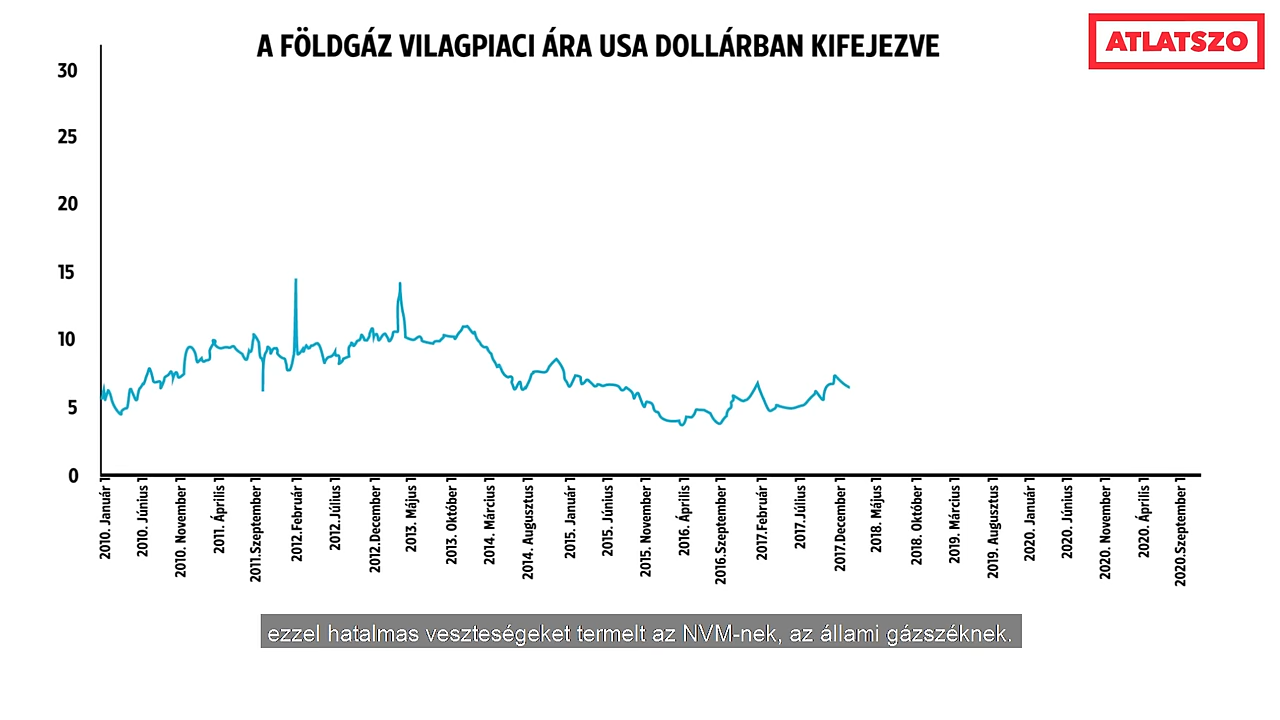 A FÖLDGÁZ VILAGPIACI ÁRA USA DOLLÁRBAN KIFEJEZVE
ATLATSZO
30
25
20
15
10
5
0
2010. Január
2010. Június 1
2010. November 1
2011. Április 1
2011.Szeptember 1
2012.Február 1
2012.Július 1
2012.December 1
2013. Május 1
2013. Október 1
2014. Március 1
2014. Augusztus 1
2015. Január 1
2015. Június 1
2015. November 1
2016. Április 1
2016.Szeptember 1
2017.Február 1
2017.Július 1
2017.December 1
2018. Május 1
2018. Október 1
2019. Március 1
2019. Augusztus 1
2020. Január 1
2020. Június 1
2020. November 1
2020. Április 1
2020.Szeptember 1
ezzel hatalmas veszteségeket termelt az NVM-nek, az állami gázszéknek.